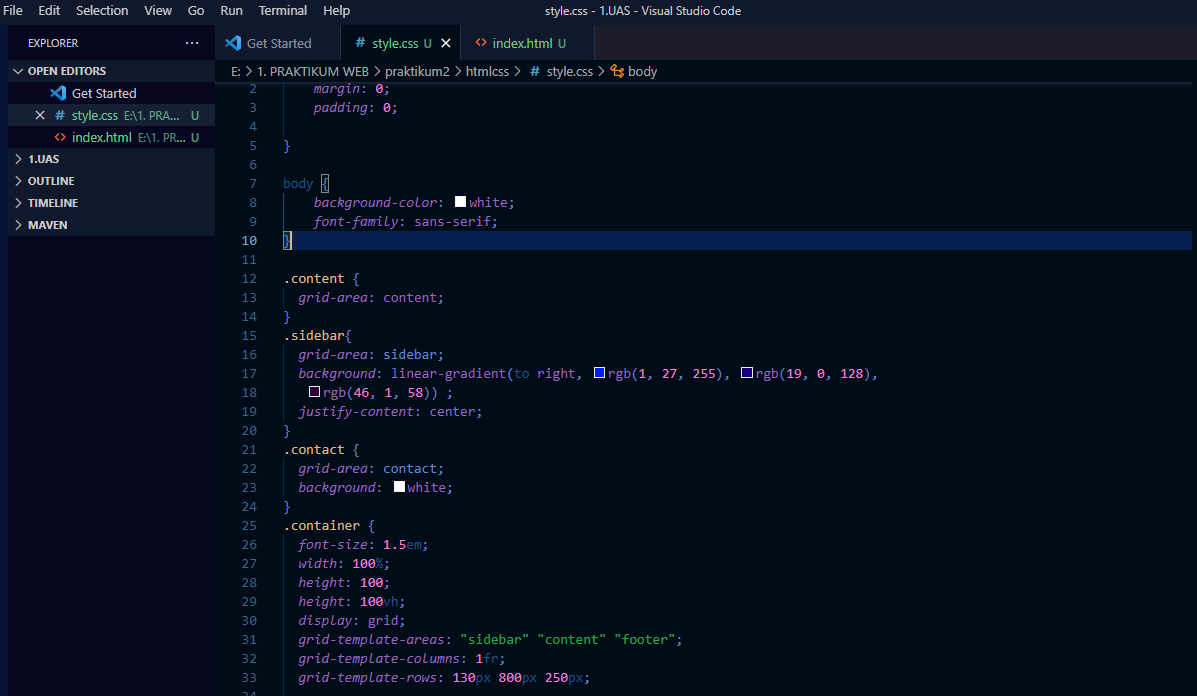 File Edit Selection View Go Run Terminal Help
style.css - 1.UAS - Visual Studio Code
EXPLORER ···
OPEN EDITORS
Get Started
# style.css E:\1. PRA... U
<> index.html E:\1. PR... U
1.UAS
OUTLINE
TIMELINE
MAVEN
Get Started
# style.css U
<> index.html U
E: > 1. PRAKTIKUM WEB > praktikum2 > htmlcss > # style.css > body
2 margin: 0;
3 padding: 0;
4
5 }
6
7 body {
8 background-color: white;
9 font-family: sans-serif;
10 }
11
12 .content {
13 grid-area: content;
14 }
15 .sidebar{
16 grid-area: sidebar;
17 background: linear-gradient(to right, rgb(1, 27, 255), rgb(19, 0, 128),
18 rgb(46, 1, 58)) ;
19 justify-content: center;
20 }
21 .contact {
22 grid-area: contact;
23 background: white;
24 }
25 .container {
26 font-size: 1.5em;
27 width: 100%;
28 height: 100;
29 height: 100vh;
30 display: grid;
31 grid-template-areas: "sidebar" "content" "footer";
32 grid-template-columns: 1fr;
33 grid-template-rows: 130px 800px 250px;
34